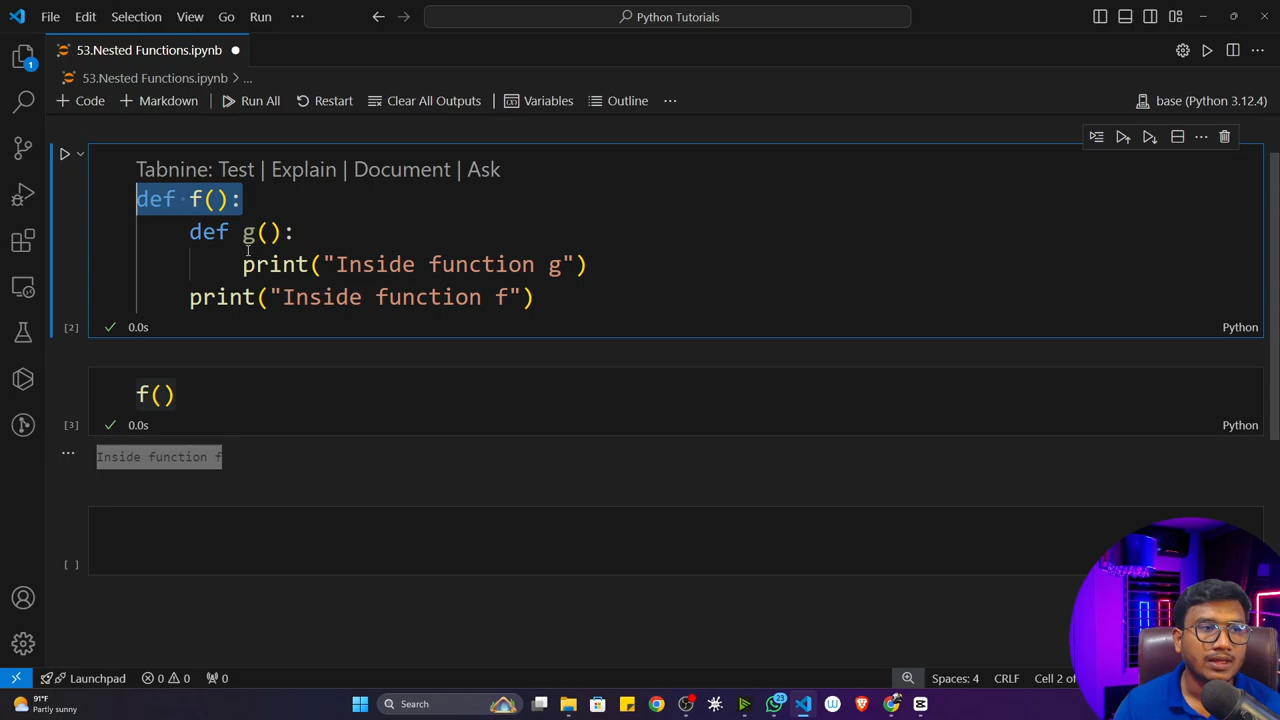 File Edit Selection View Go Run ··· Python Tutorials
53.Nested Functions.ipynb
53.Nested Functions.ipynb > ...
+ Code + Markdown Run All Restart Clear All Outputs Variables Outline ··· base (Python 3.12.4)
1
Tabnine: Test | Explain | Document | Ask
def f():
def g():
print("Inside function g")
print("Inside function f")
[2] 0.0s Python
f()
[3] 0.0s Python
Inside function f
[ ]
Launchpad 0 0 0 Spaces: 4 CRLF Cell 2 of
91°F
Partly sunny
Search
23